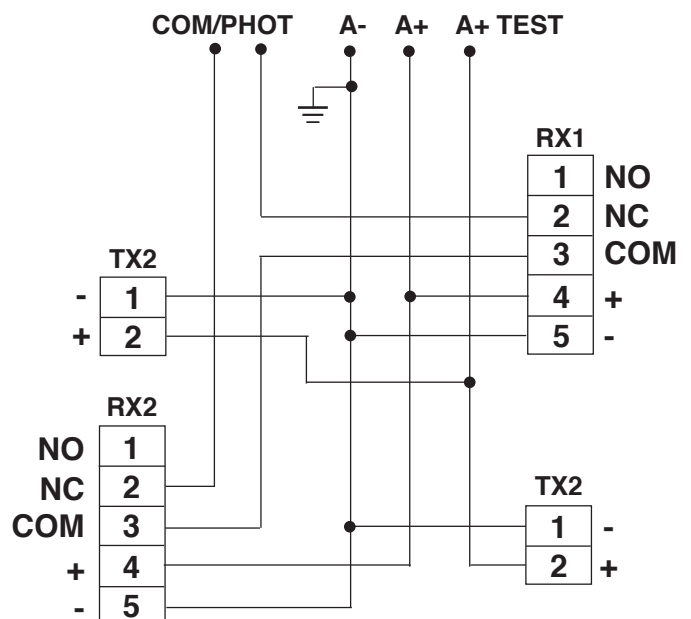 COM/PHOT A- A+ A+ TEST
RX1
1 NO
2 NC
3 COM
4 +
5 -
TX2
- 1
+ 2
RX2
NO 1
NC 2
COM 3
+ 4
- 5
TX2
1 -
2 +